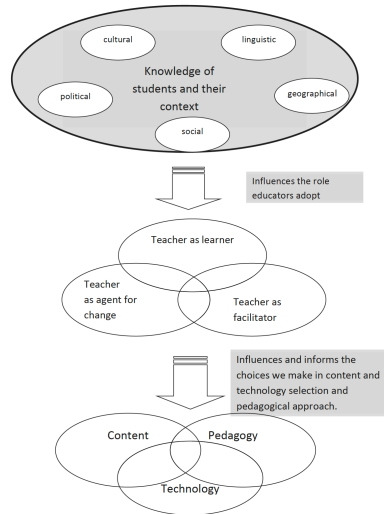 cultural
linguistic
Knowledge of
students and their
context
political
geographical
social
Influences the role
educators adopt
Teacher as learner
Teacher
as agent for
change
Teacher as
facilitator
Influences and informs the
choices we make in content and
technology selection and
pedagogical approach.
Content
Pedagogy
Technology